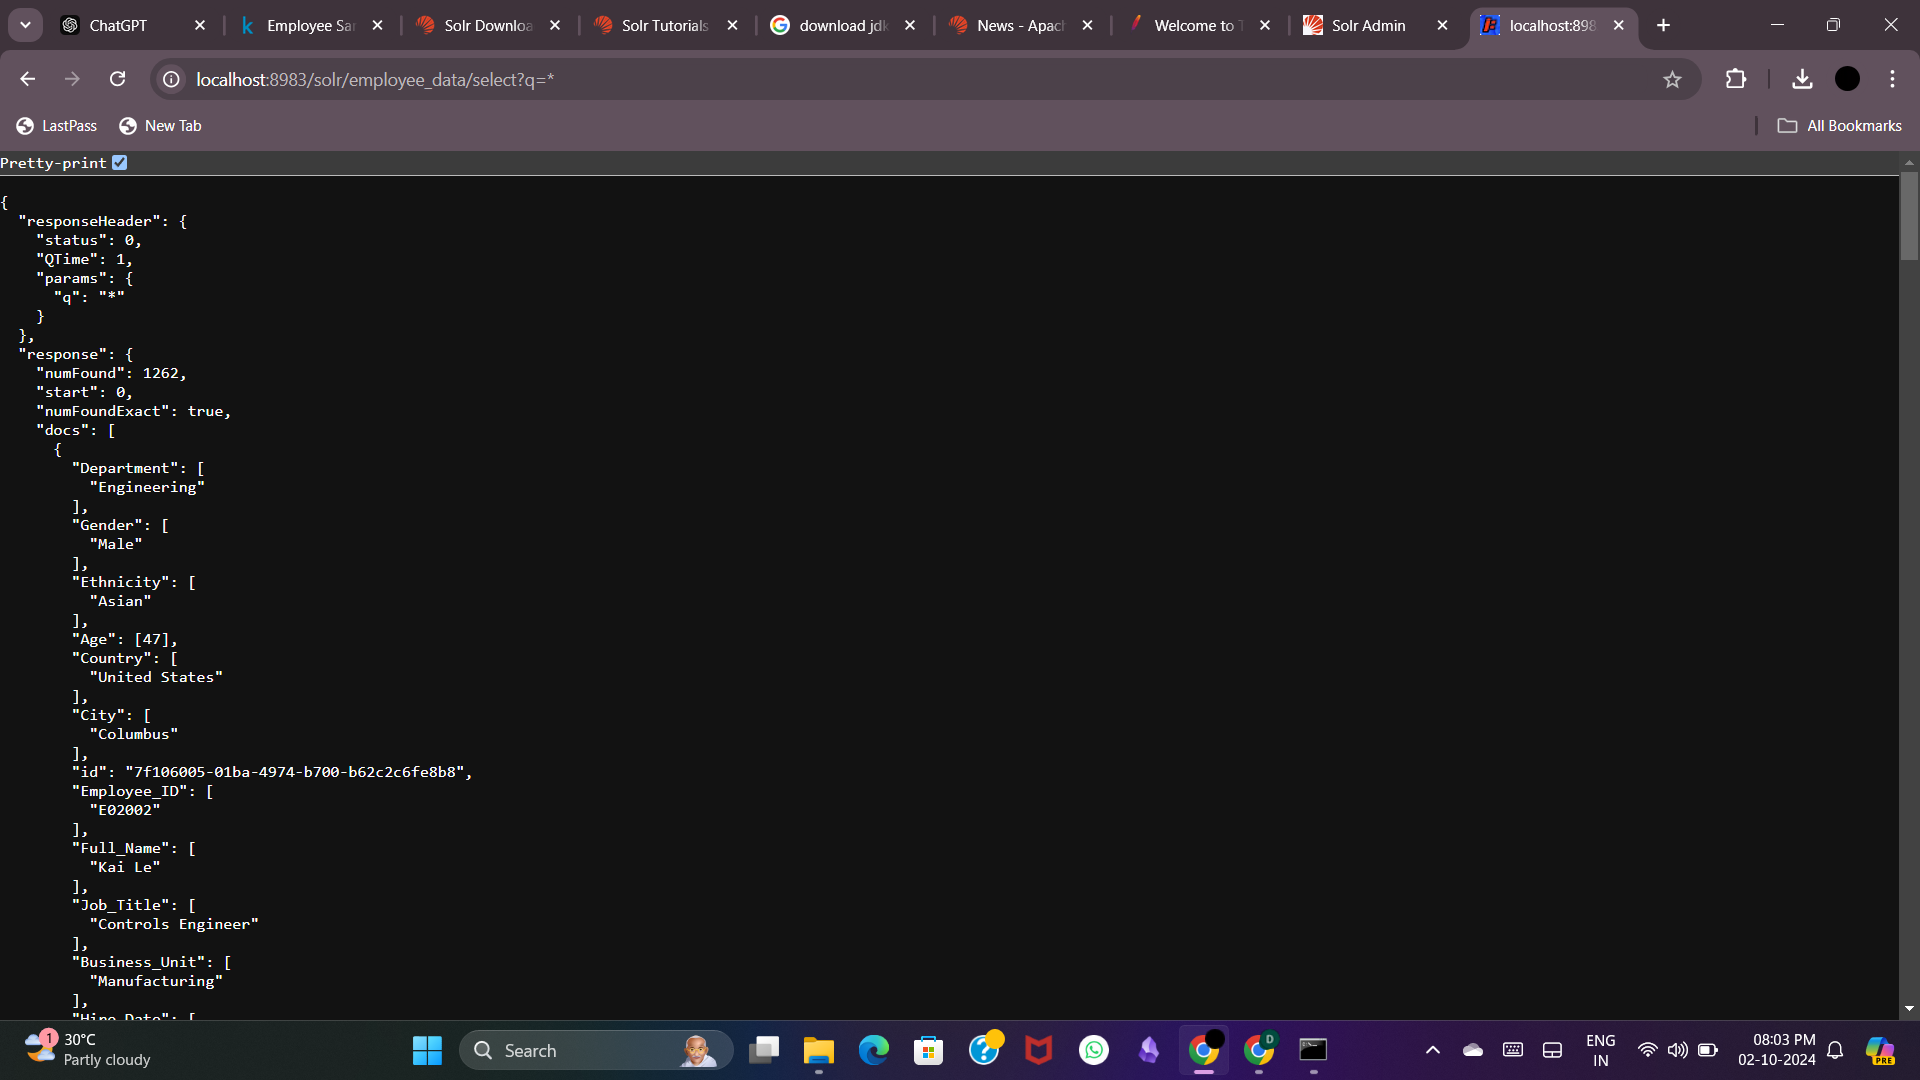 ChatGPT
Employee Sar
Solr Downloa
Solr Tutorials
download jdk
News - Apach
Welcome to T
Solr Admin
localhost:898
localhost:8983/solr/employee_data/select?q=*
LastPass
New Tab
All Bookmarks
Pretty-print
{
"responseHeader": {
"status": 0,
"QTime": 1,
"params": {
"q": "*"
}
},
"response": {
"numFound": 1262,
"start": 0,
"numFoundExact": true,
"docs": [
{
"Department": [
"Engineering"
],
"Gender": [
"Male"
],
"Ethnicity": [
"Asian"
],
"Age": [47],
"Country": [
"United States"
],
"City": [
"Columbus"
],
"id": "7f106005-01ba-4974-b700-b62c2c6fe8b8",
"Employee_ID": [
"E02002"
],
"Full_Name": [
"Kai Le"
],
"Job_Title": [
"Controls Engineer"
],
"Business_Unit": [
"Manufacturing"
],
"Hire_Date": [
1
30°C
Partly cloudy
Search
D
ENG
IN
08:03 PM
02-10-2024
PRE